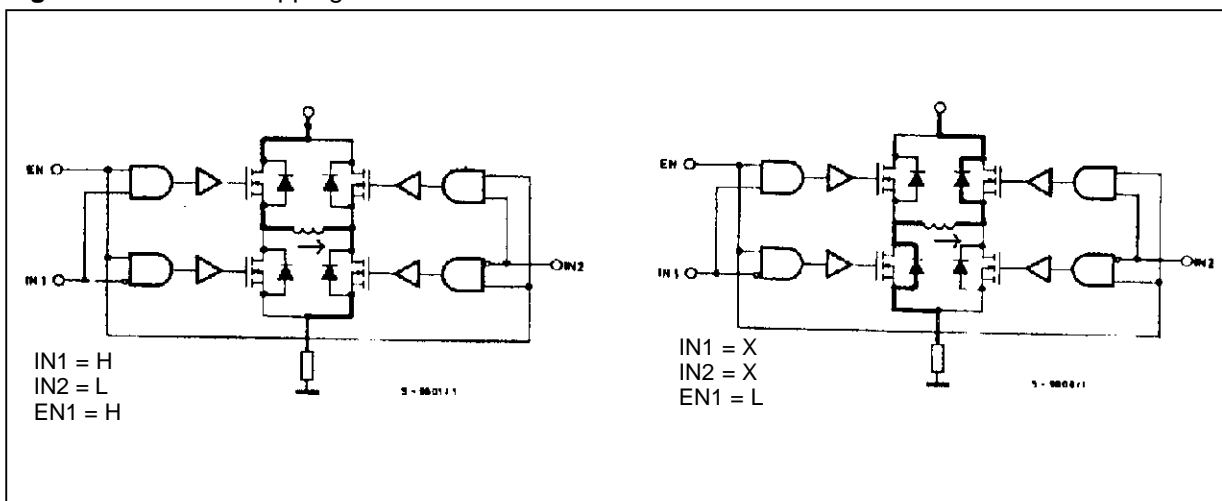 EN
IN1
IN2
IN1 = H
IN2 = L
EN1 = H
EN
IN1
IN2
IN1 = X
IN2 = X
EN1 = L